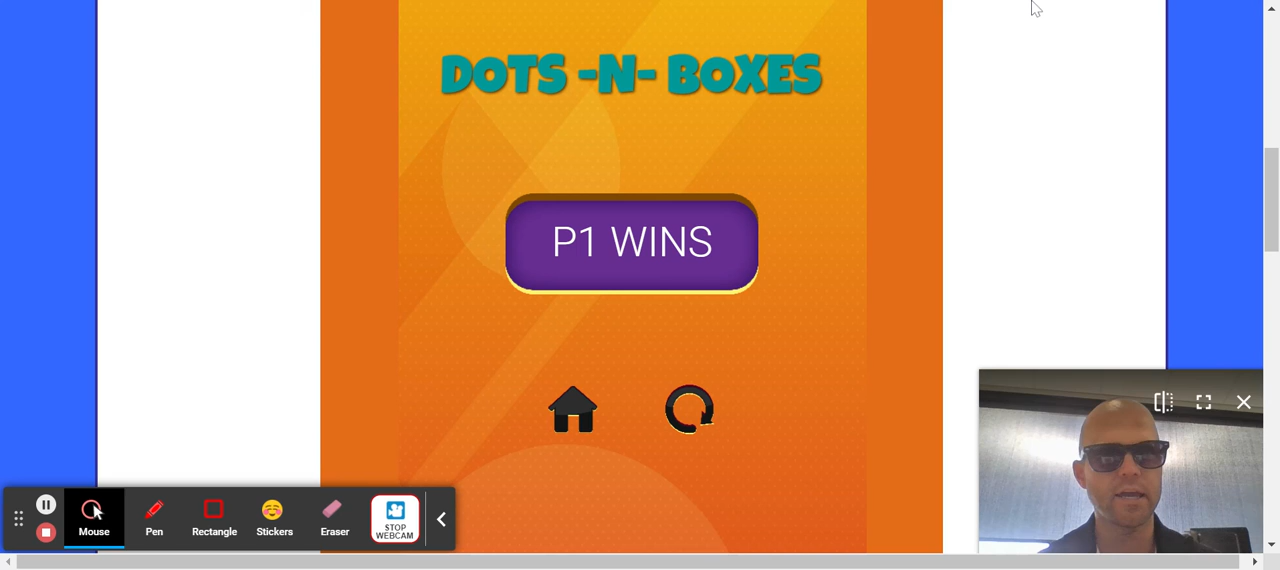 DOTS -N- BOXES
P1 WINS
Mouse
Pen
Rectangle
Stickers
Eraser
STOP
WEBCAM